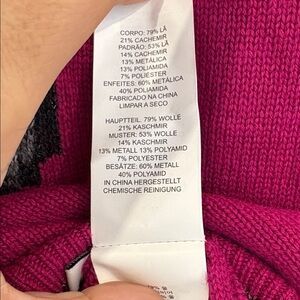 CORPO: 79% LÃ
21% CACHEMIR
PADRÃO: 53% LÃ
14% CACHEMIR
13% METÁLICA
13% POLIAMIDA
7% POLIÉSTER
ENFEITES: 60% METÁLICA
40% POLIAMIDA
FABRICADO NA CHINA
LIMPAR A SECO
HAUPTTEIL: 79% WOLLE
21% KASCHMIR
MUSTER: 53% WOLLE
14% KASCHMIR
13% METALL 13% POLYAMID
7% POLYESTER
BESÄTZE: 60% METALL
40% POLYAMID
IN CHINA HERGESTELLT
CHEMISCHE REINIGUNG